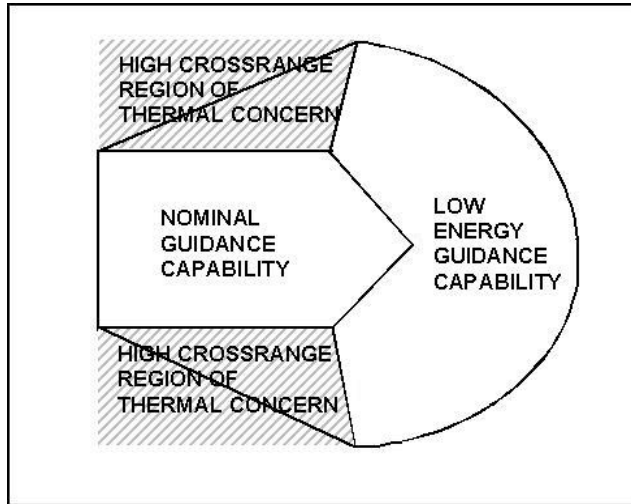 HIGH CROSSRANGE
REGION OF
THERMAL CONCERN
NOMINAL
GUIDANCE
CAPABILITY
LOW
ENERGY
GUIDANCE
CAPABILITY
HIGH CROSSRANGE
REGION OF
THERMAL CONCERN